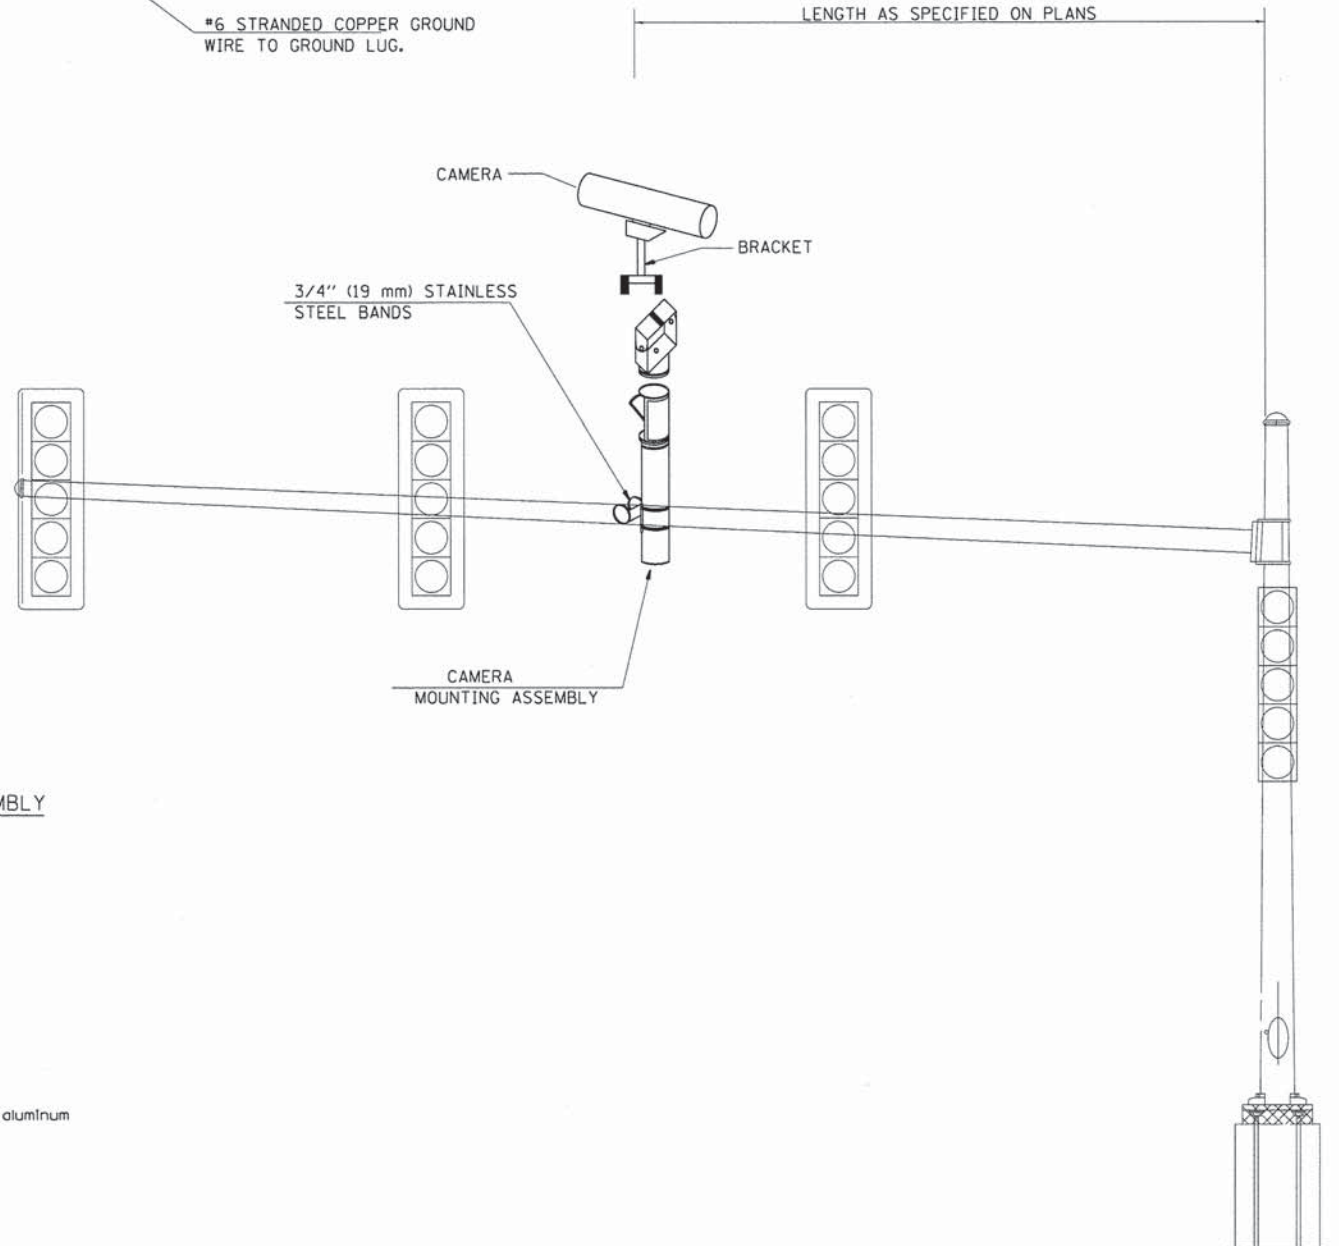 #6 STRANDED COPPER GROUND
WIRE TO GROUND LUG.
LENGTH AS SPECIFIED ON PLANS
CAMERA
BRACKET
3/4" (19 mm) STAINLESS
STEEL BANDS
CAMERA
MOUNTING ASSEMBLY
MBLY
aluminum